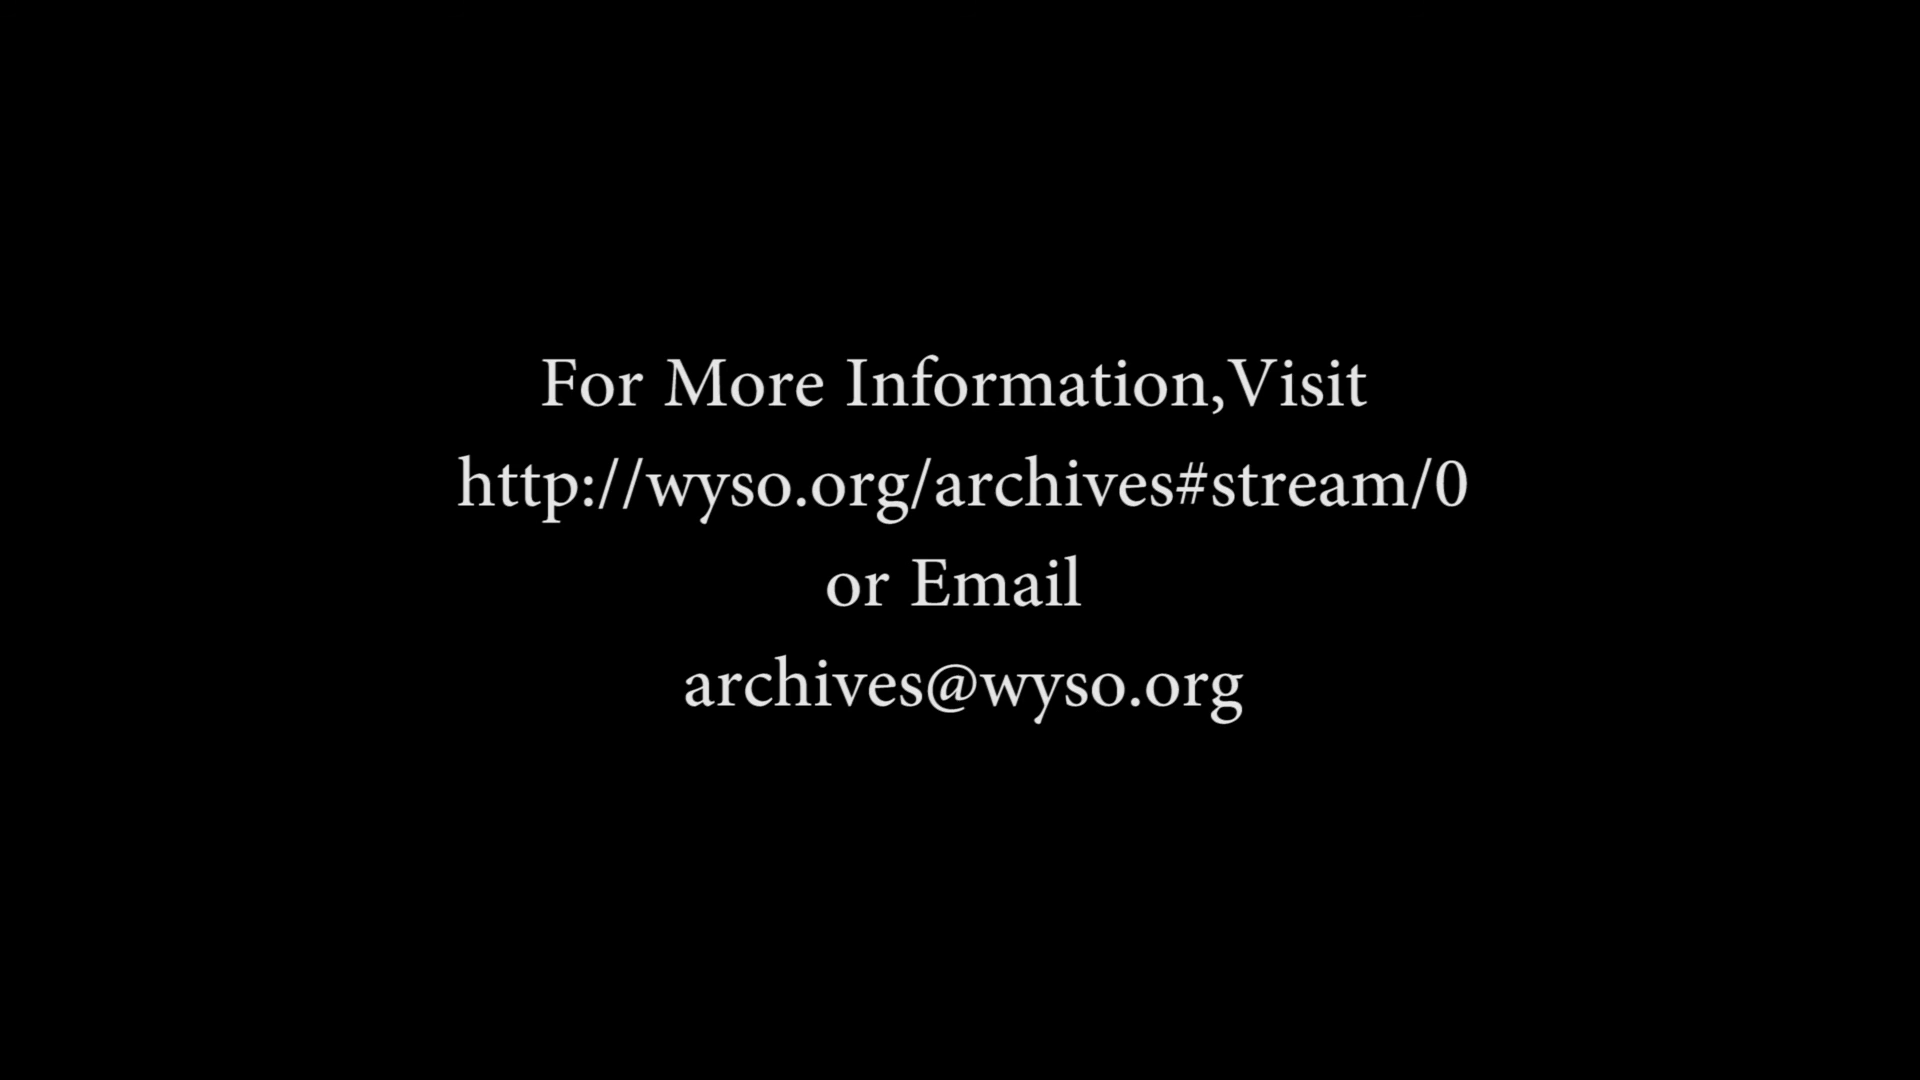 For More Information,Visit
http://wyso.org/archives#stream/0
or Email
archives@wyso.org